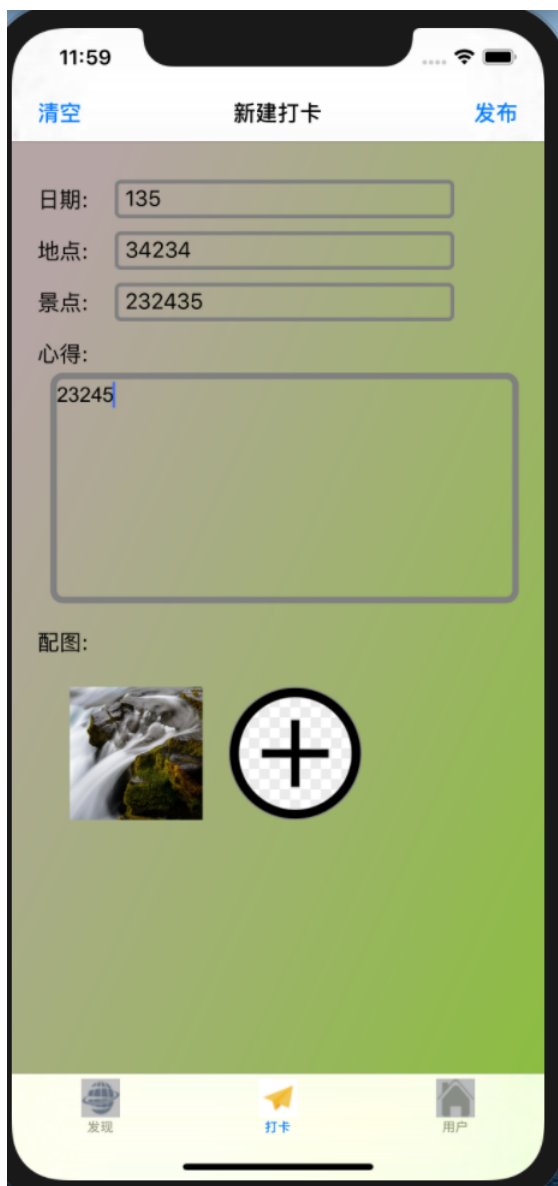 11:59
清空 新建打卡 发布
日期: 135
地点: 34234
景点: 232435
心得:
23245
配图:
发现 打卡 用户